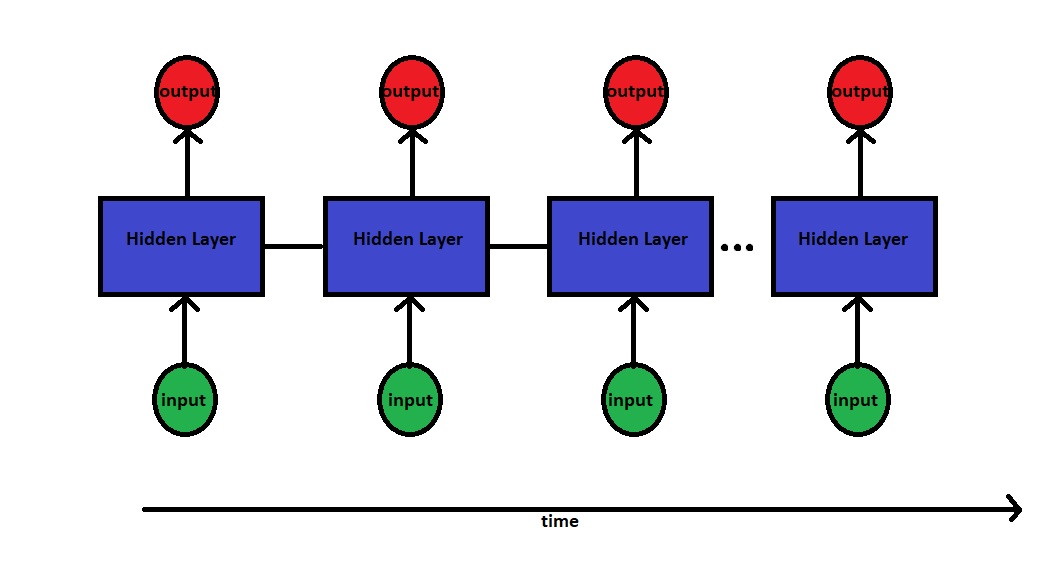 output output output output
Hidden Layer Hidden Layer Hidden Layer ... Hidden Layer
input input input input
time